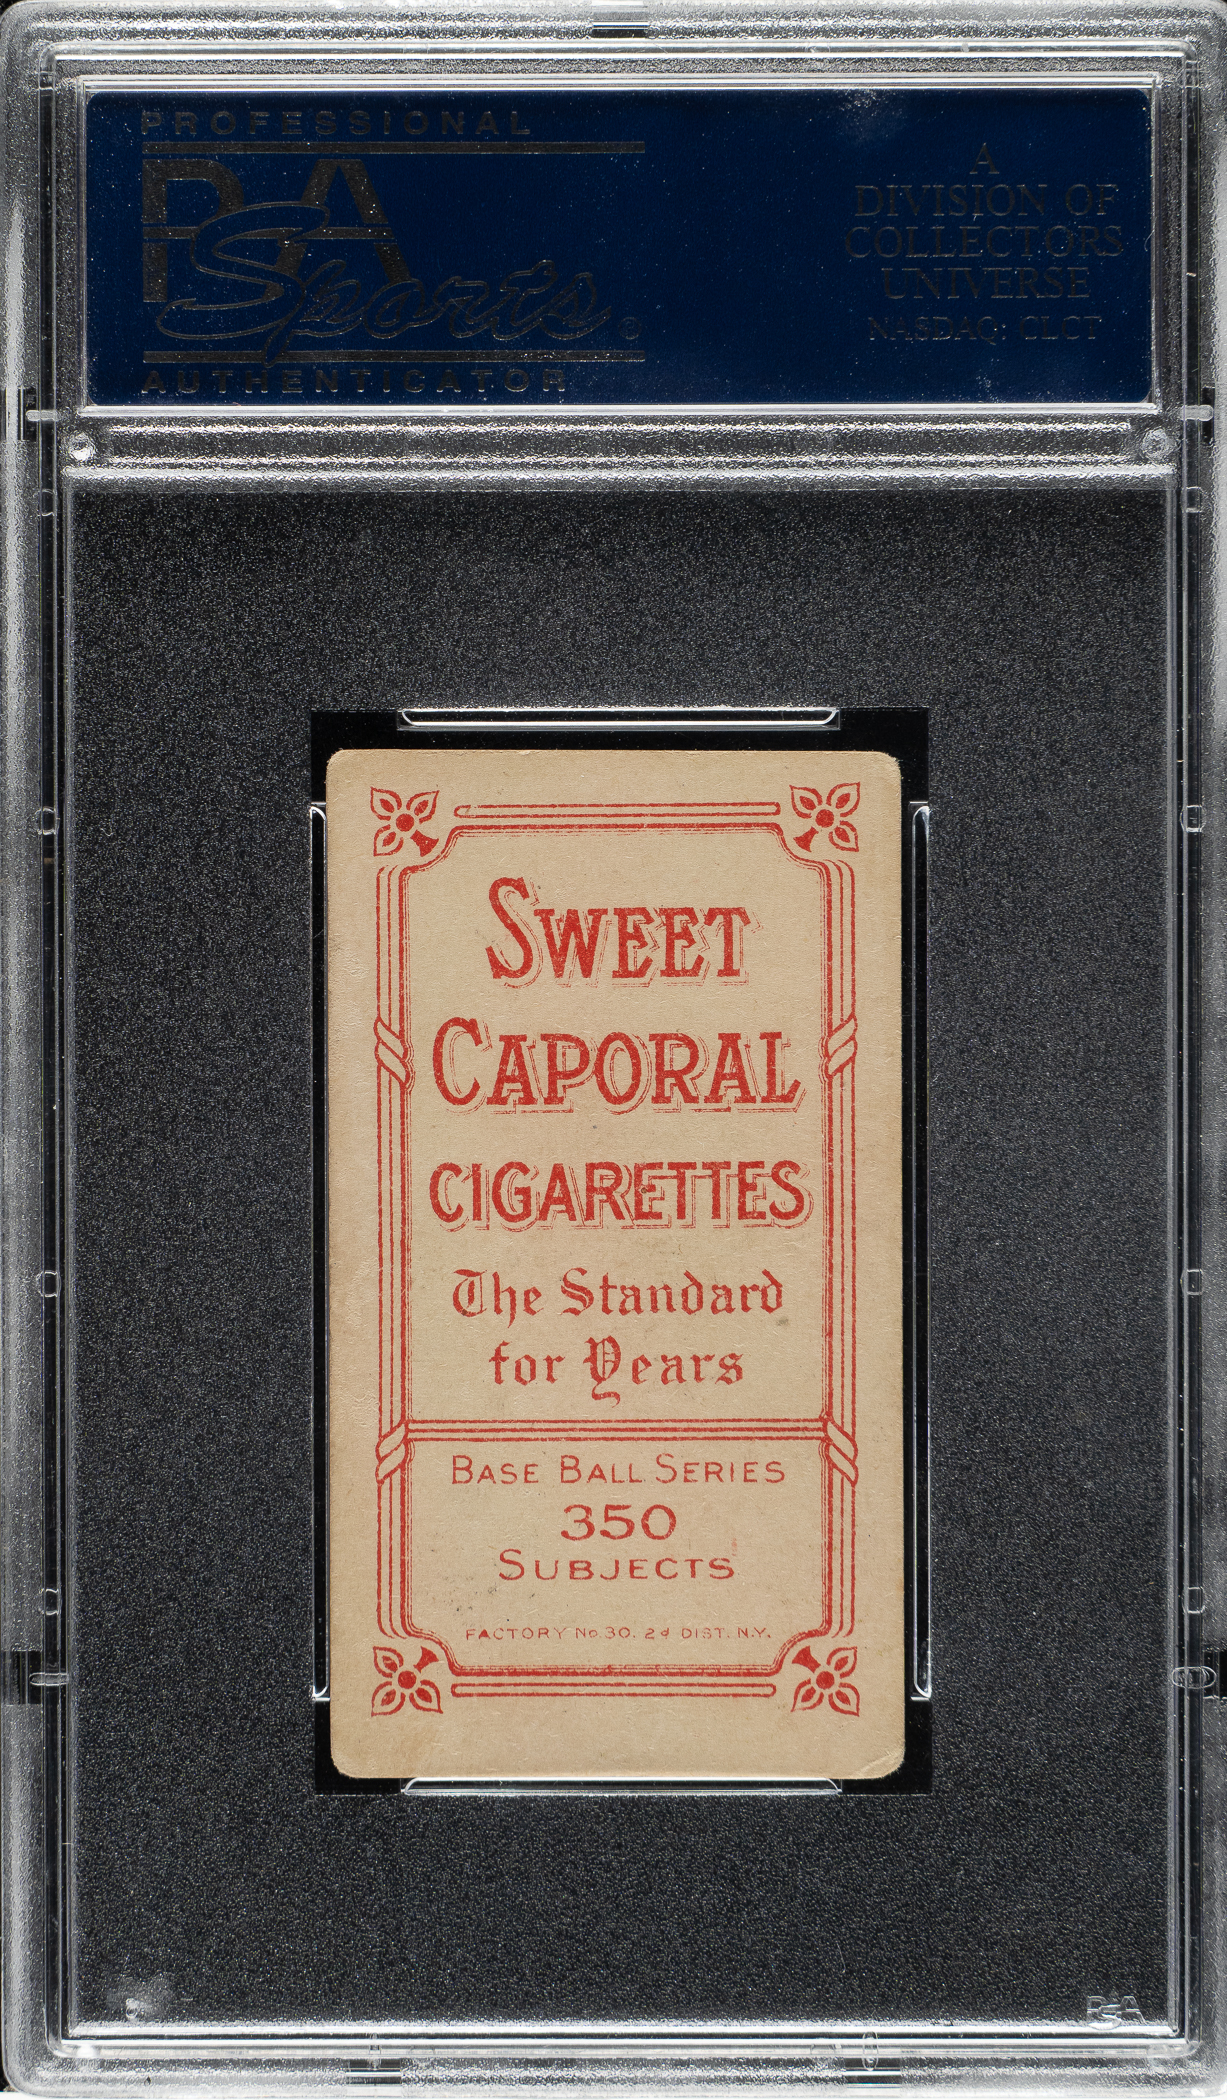 PROFESSIONAL
PSA
Sports®
AUTHENTICATOR
A
DIVISION OF
COLLECTORS
UNIVERSE
NASDAQ: CLCT
SWEET
CAPORAL
CIGARETTES
The Standard
for Years
BASE BALL SERIES
350
SUBJECTS
FACTORY No 30. 2d DIST. N.Y.
PSA